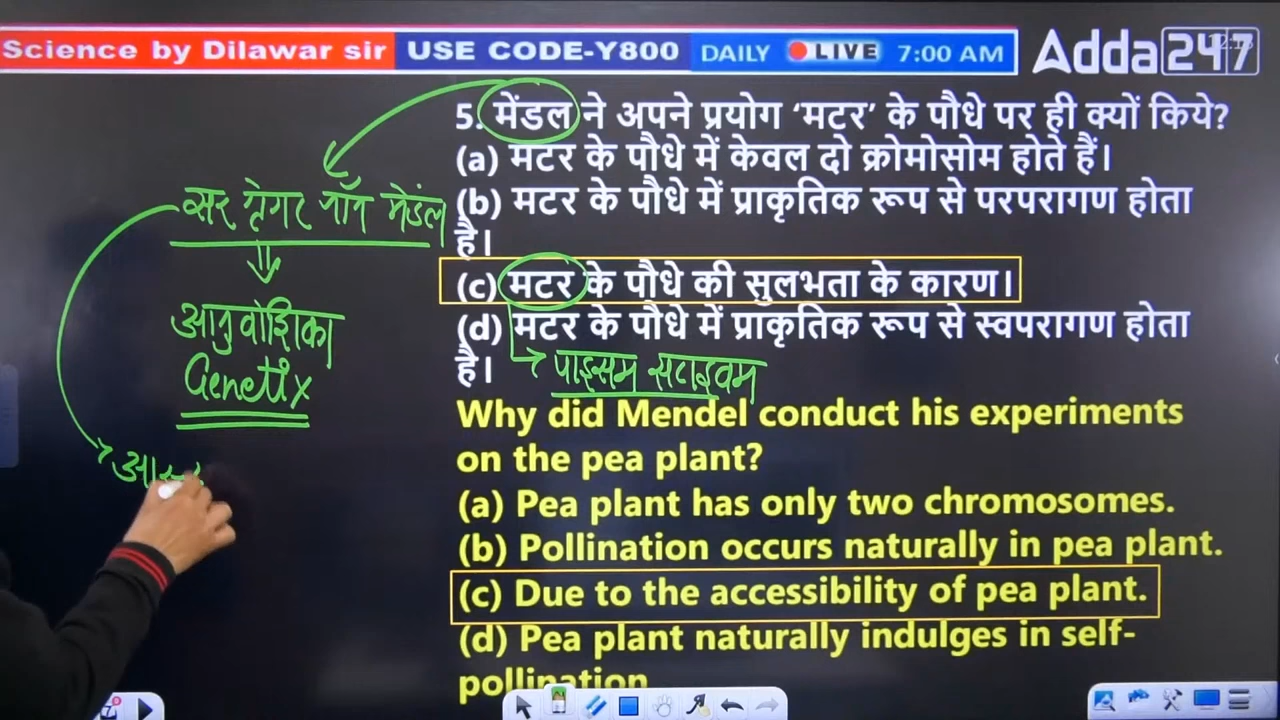 Science by Dilawar sir USE CODE-Y800 DAILY LIVE 7:00 AM Adda247
5. मेंडल ने अपने प्रयोग ‘मटर’ के पौधे पर ही क्यों किये?
(a) मटर के पौधे में केवल दो क्रोमोसोम होते हैं।
(b) मटर के पौधे में प्राकृतिक रूप से परपरागण होता
है।
(c) मटर के पौधे की सुलभता के कारण।
(d) मटर के पौधे में प्राकृतिक रूप से स्वपरागण होता
है।
पाइसम सटाइवम
Why did Mendel conduct his experiments
on the pea plant?
(a) Pea plant has only two chromosomes.
(b) Pollination occurs naturally in pea plant.
(c) Due to the accessibility of pea plant.
(d) Pea plant naturally indulges in self-
pollination
सर ग्रेगर जॉन मेंडल
Genetix